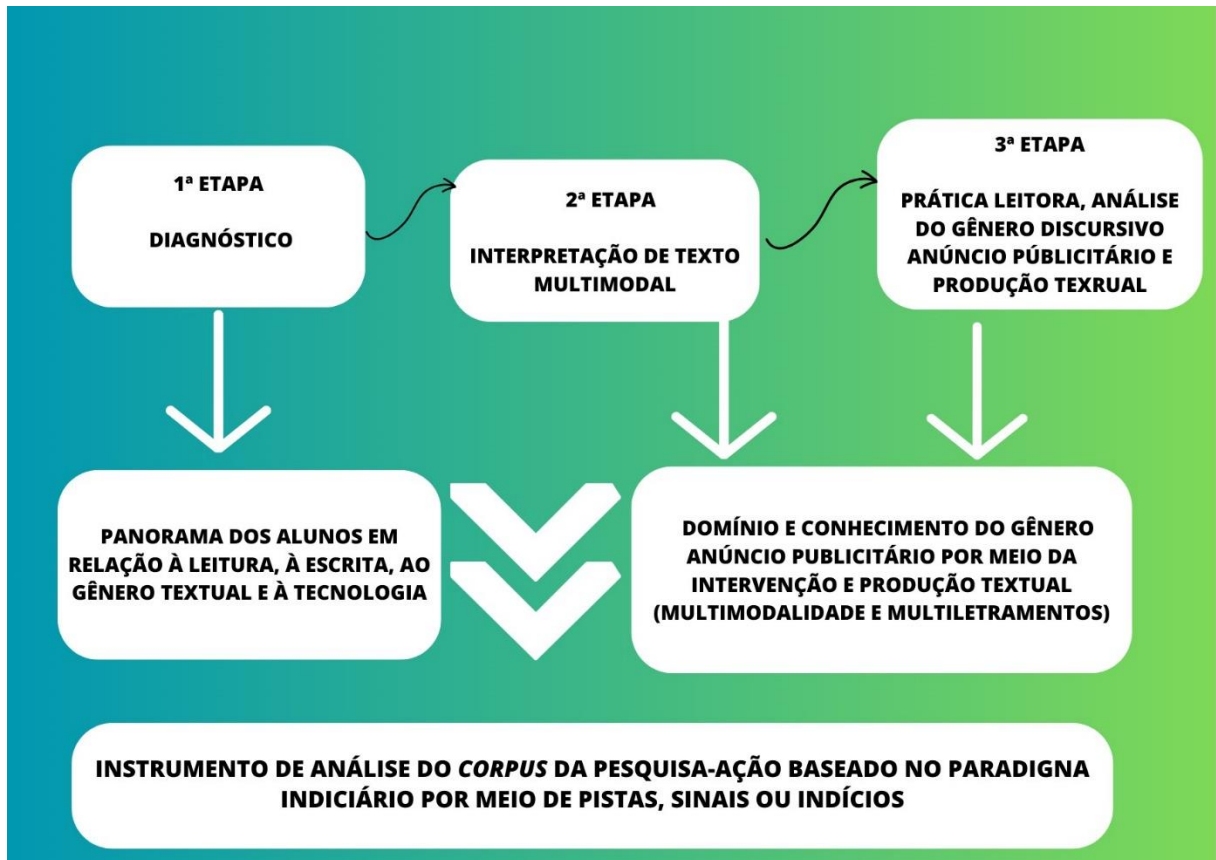 1ª ETAPA
DIAGNÓSTICO
2ª ETAPA
INTERPRETAÇÃO DE TEXTO
MULTIMODAL
3ª ETAPA
PRÁTICA LEITORA, ANÁLISE
DO GÊNERO DISCURSIVO
ANÚNCIO PÚBLICITÁRIO E
PRODUÇÃO TEXRUAL
PANORAMA DOS ALUNOS EM
RELAÇÃO À LEITURA, À ESCRITA, AO
GÊNERO TEXTUAL E À TECNOLOGIA
DOMÍNIO E CONHECIMENTO DO GÊNERO
ANÚNCIO PUBLICITÁRIO POR MEIO DA
INTERVENÇÃO E PRODUÇÃO TEXTUAL
(MULTIMODALIDADE E MULTILETRAMENTOS)
INSTRUMENTO DE ANÁLISE DO CORPUS DA PESQUISA-AÇÃO BASEADO NO PARADIGNA
INDICIÁRIO POR MEIO DE PISTAS, SINAIS OU INDÍCIOS